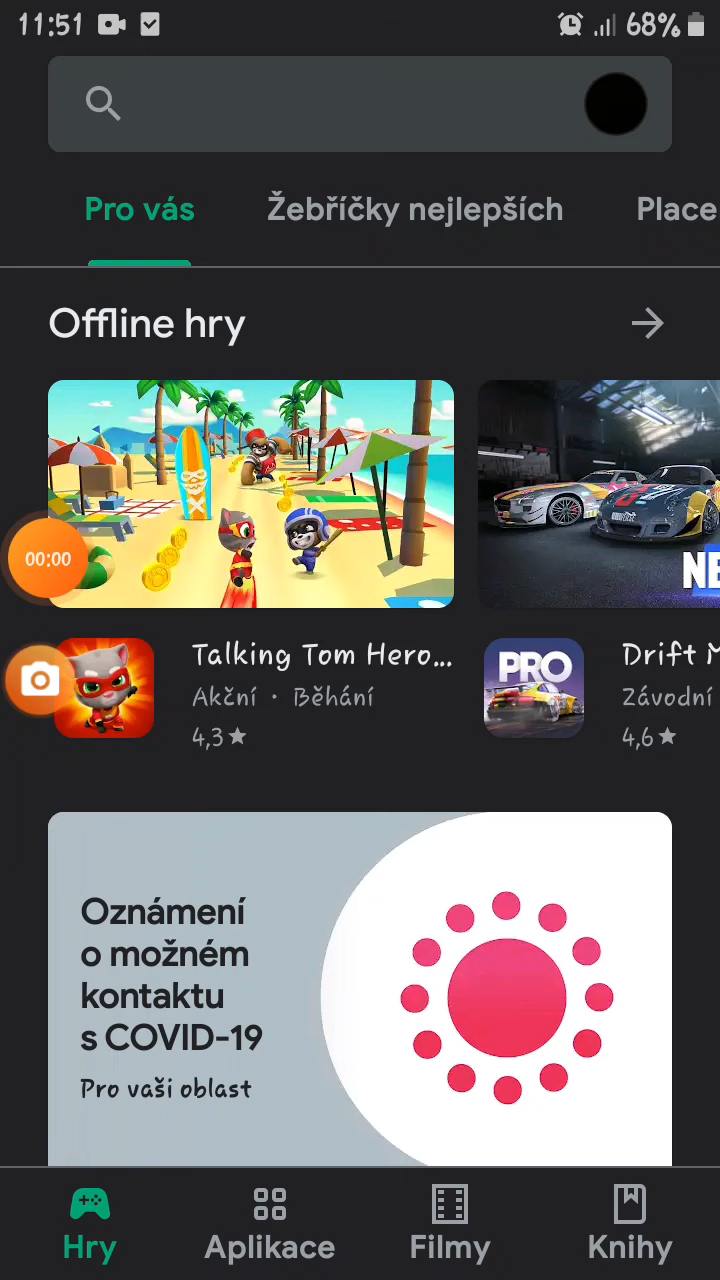 11:51
68%
Pro vás
Žebříčky nejlepších
Place
Offline hry
NE
00:00
Talking Tom Hero...
Akční · Běhání
4,3★
PRO
Drift M
Závodní
4,6★
Oznámení
o možném
kontaktu
s COVID-19
Pro vaši oblast
Hry
Aplikace
Filmy
Knihy